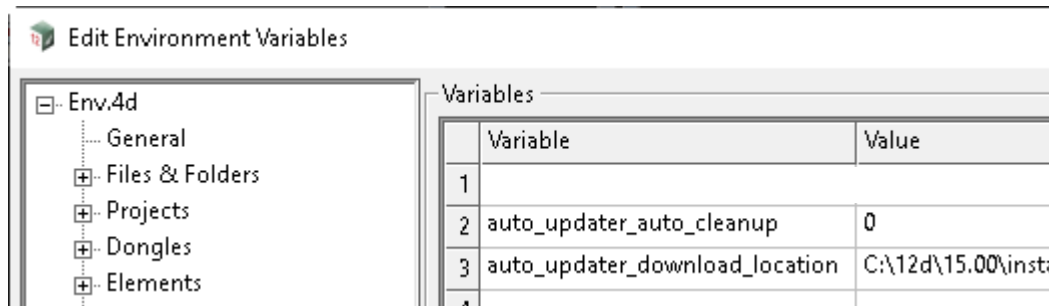 Edit Environment Variables
Env.4d
General
Files & Folders
Projects
Dongles
Elements
Variables
Variable Value
1
2 auto_updater_auto_cleanup 0
3 auto_updater_download_location C:\12d\15.00\insta